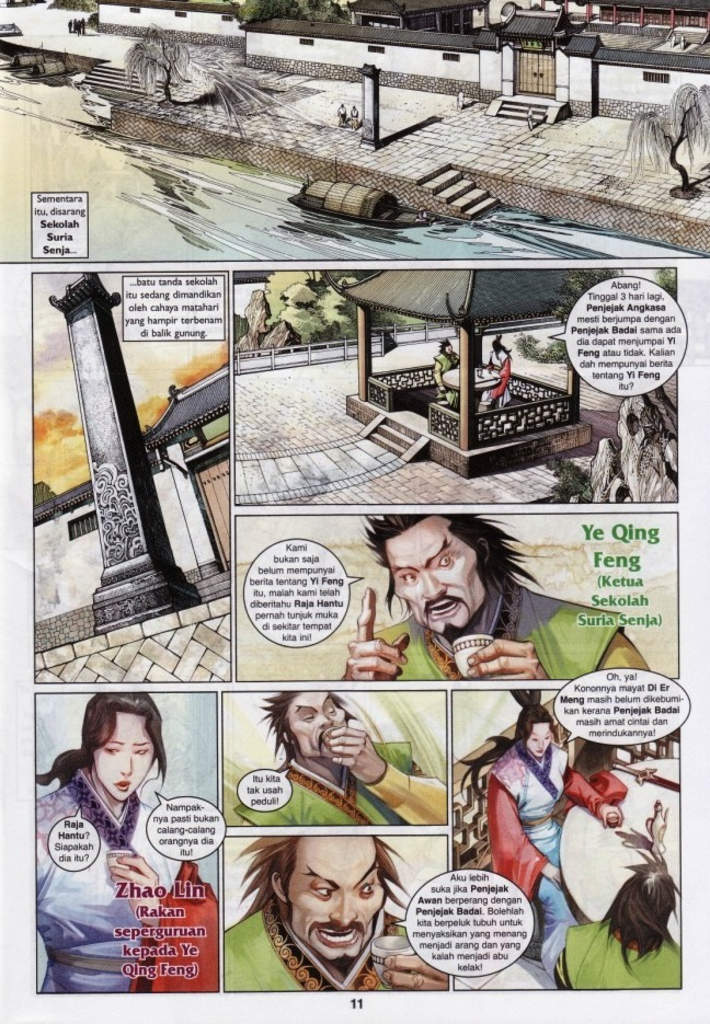 Sementara
itu, disarang
Sekolah
Suria
Senja...
...batu tanda sekolah
itu sedang dimandikan
oleh cahaya matahari
yang hampir terbenam
di balik gunung.
Abang!
Tinggal 3 hari lagi,
Penjejak Angkasa
mesti berjumpa dengan
Penjejak Badai sama ada
dia dapat menjumpai Yi
Feng atau tidak. Kalian
dah mempunyai berita
tentang Yi Feng
itu?
Kami
bukan saja
belum mempunyai
berita tentang Yi Feng
itu, malah kami telah
diberitahu Raja Hantu
pernah tunjuk muka
di sekitar tempat
kita ini!
Ye Qing
Feng
(Ketua
Sekolah
Suria Senja)
Raja
Hantu?
Siapakah
dia itu?
Nampak-
nya pasti bukan
calang-calang
orangnya dia
itu!
Zhao Lin
(Rakan
seperguruan
kepada Ye
Qing Feng)
Itu kita
tak usah
peduli!
Oh, ya!
Kononnya mayat Di Er
Meng masih belum dikebumi-
kan kerana Penjejak Badai
masih amat cintai dan
merindukannya!
Aku lebih
suka jika Penjejak
Awan berperang dengan
Penjejak Badai. Bolehlah
kita berpeluk tubuh untuk
menyaksikan yang menang
menjadi arang dan yang
kalah menjadi abu
kelak!
11